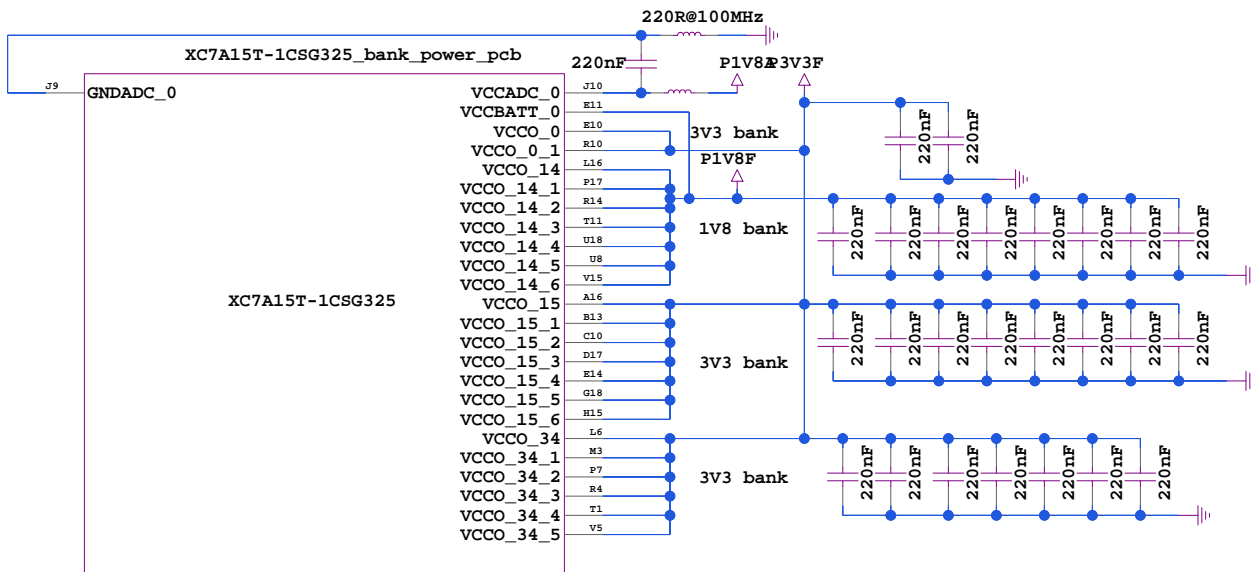 220R@100MHz
XC7A15T-1CSG325_bank_power_pcb
220nF
P1V8A
P3V3F
J9
GNDADC_0
VCCADC_0
J10
VCCBATT_0
E11
VCCO_0
E10
3V3 bank
VCCO_0_1
R10
220nF
220nF
VCCO_14
L16
P1V8F
VCCO_14_1
P17
VCCO_14_2
R14
VCCO_14_3
T11
1V8 bank
VCCO_14_4
U18
220nF
220nF
220nF
220nF
220nF
220nF
220nF
220nF
VCCO_14_5
U8
VCCO_14_6
V15
XC7A15T-1CSG325
VCCO_15
A16
VCCO_15_1
B13
VCCO_15_2
C10
220nF
220nF
220nF
220nF
220nF
220nF
220nF
220nF
VCCO_15_3
D17
3V3 bank
VCCO_15_4
E14
VCCO_15_5
G18
VCCO_15_6
H15
VCCO_34
L6
VCCO_34_1
M3
VCCO_34_2
P7
3V3 bank
220nF
220nF
220nF
220nF
220nF
220nF
220nF
VCCO_34_3
R4
VCCO_34_4
T1
VCCO_34_5
V5